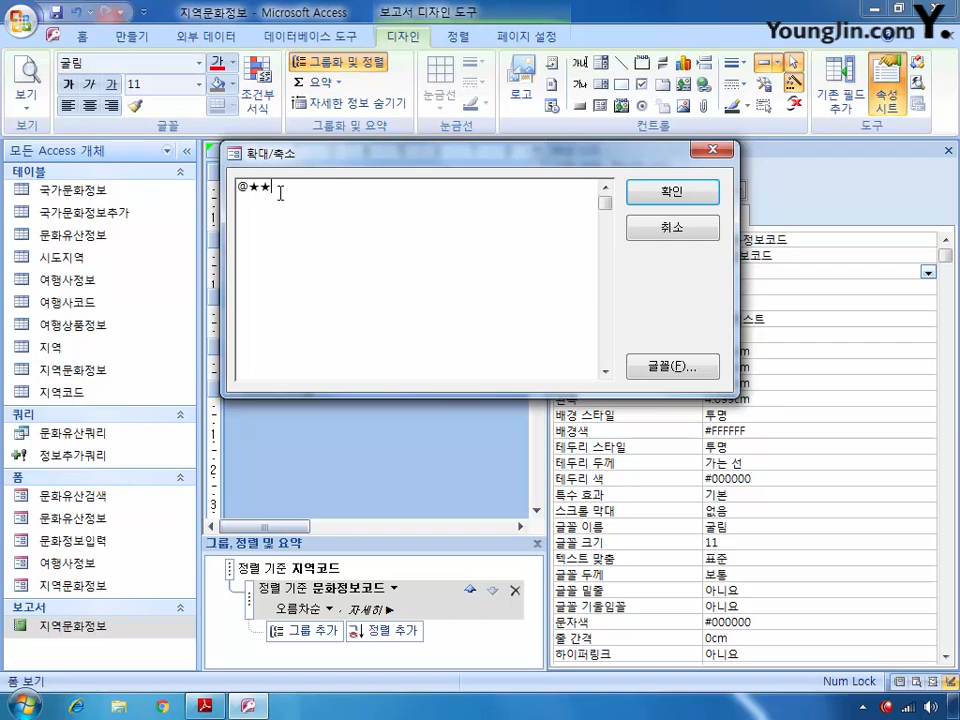 지역문화정보 - Microsoft Access
보고서 디자인 도구
YoungJin.com Y.
홈
만들기
외부 데이터
데이터베이스 도구
디자인
정렬
페이지 설정
보기
굴림
가
11
가 가 가
조건부
서식
그룹화 및 정렬
Σ 요약
자세한 정보 숨기기
눈금선
로고
기존 필드
추가
속성
시트
보기
글꼴
그룹화 및 요약
눈금선
컨트롤
도구
모든 Access 개체
테이블
국가문화정보
국가문화정보추가
문화유산정보
시도지역
여행사정보
여행사코드
여행상품정보
지역
지역문화정보
지역코드
쿼리
문화유산쿼리
정보추가쿼리
폼
문화유산검색
문화유산정보
문화정보입력
여행사정보
지역문화정보
보고서
지역문화정보
확대/축소
@★★
확인
취소
글꼴(F)...
배경 스타일 투명
배경색 #FFFFFF
테두리 스타일 투명
테두리 두께 가는 선
테두리 색 #000000
특수 효과 기본
스크롤 막대 없음
글꼴 이름 굴림
글꼴 크기 11
텍스트 맞춤 표준
글꼴 두께 보통
글꼴 밑줄 아니요
글꼴 기울임꼴 아니요
문자색 #000000
줄 간격 0cm
하이퍼링크 아니요
그룹, 정렬 및 요약
정렬 기준 지역코드
정렬 기준 문화정보코드
오름차순 , 자세히
그룹 추가
정렬 추가
폼 보기
Num Lock